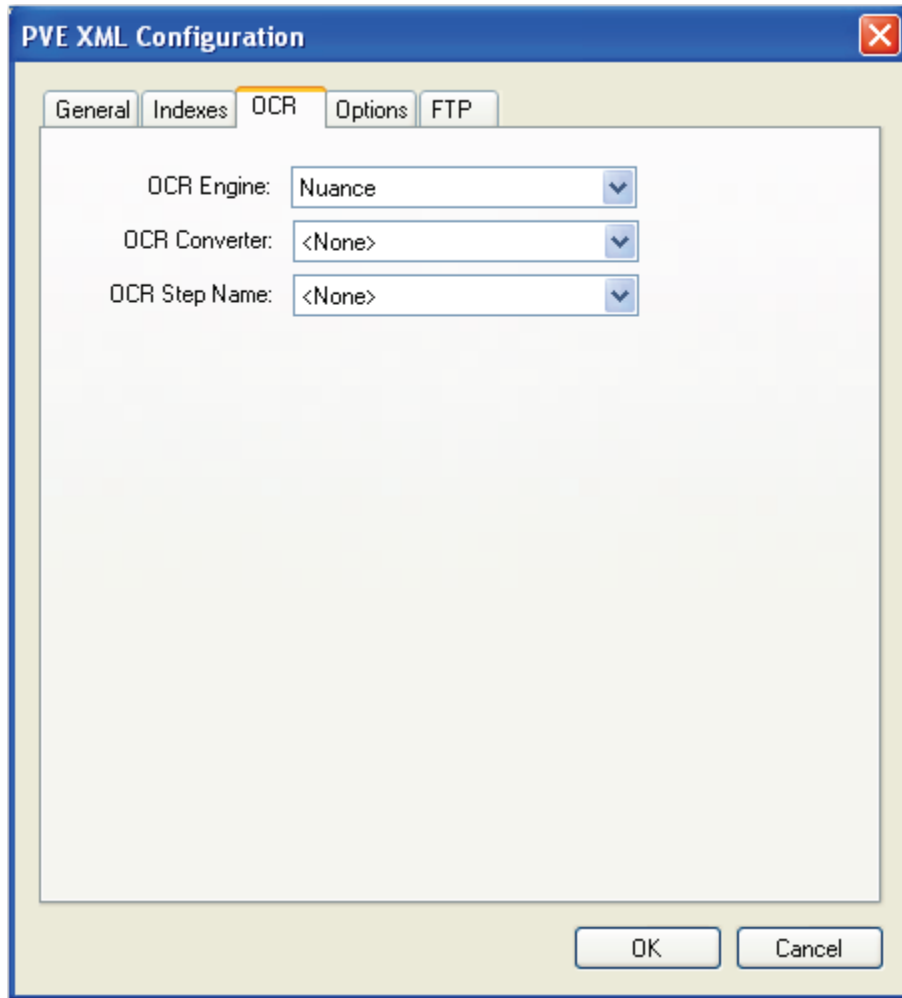 PVE XML Configuration
General Indexes OCR Options FTP
OCR Engine: Nuance
OCR Converter: <None>
OCR Step Name: <None>
OK Cancel